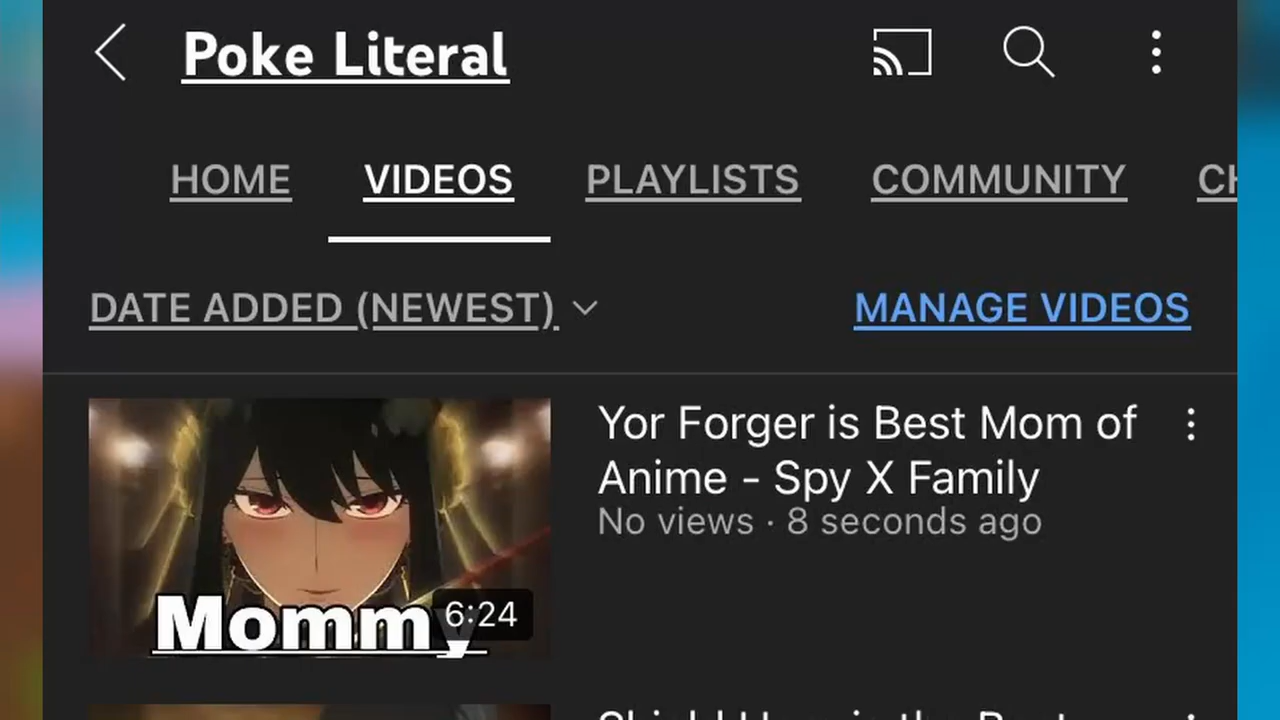 Poke Literal
HOME VIDEOS PLAYLISTS COMMUNITY
DATE ADDED (NEWEST) MANAGE VIDEOS
Yor Forger is Best Mom of
Anime - Spy X Family
No views · 8 seconds ago
Mommy
6:24